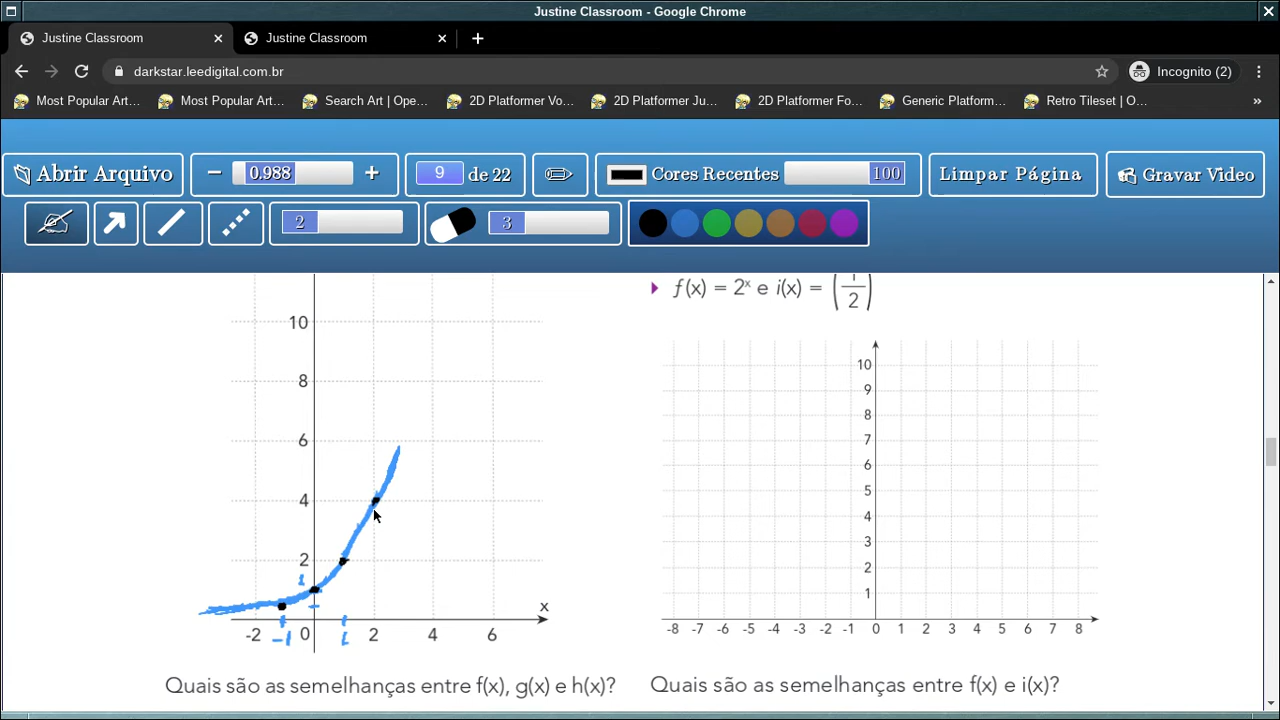 Justine Classroom - Google Chrome
Justine Classroom
Justine Classroom
darkstar.leedigital.com.br
Incognito (2)
Most Popular Art...
Most Popular Art...
Search Art | Ope...
2D Platformer Vo...
2D Platformer Ju...
2D Platformer Fo...
Generic Platform...
Retro Tileset | O...
»
Abrir Arquivo
− 0.988 +
9 de 22
Cores Recentes 100
Limpar Página
Gravar Video
2
3
10
8
6
4
2
1
x
-2 0 2 4 6
-1 1
Quais são as semelhanças entre f(x), g(x) e h(x)?
f(x) = 2ˣ e i(x) = (1/2)
10
9
8
7
6
5
4
3
2
1
-8 -7 -6 -5 -4 -3 -2 -1 0 1 2 3 4 5 6 7 8
Quais são as semelhanças entre f(x) e i(x)?